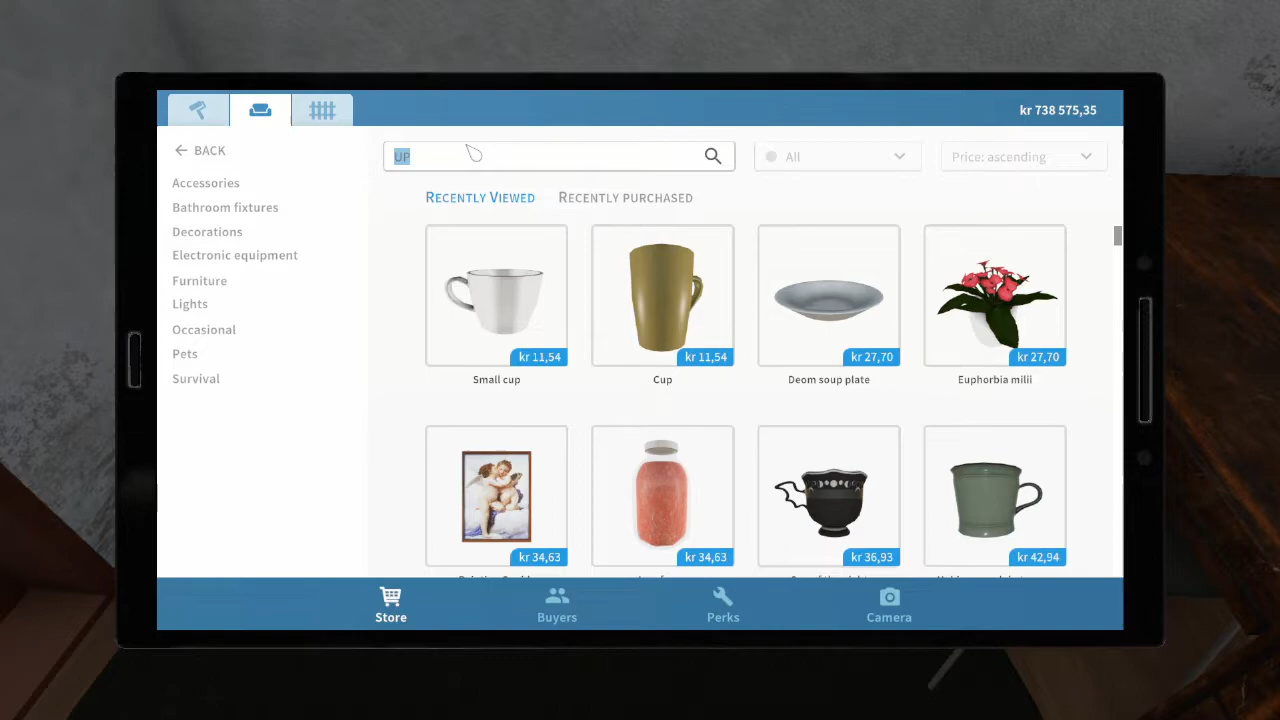 kr 738 575,35
BACK
UP
All
Price: ascending
Accessories
Bathroom fixtures
Decorations
Electronic equipment
Furniture
Lights
Occasional
Pets
Survival
RECENTLY VIEWED
RECENTLY PURCHASED
kr 11,54
kr 11,54
kr 27,70
kr 27,70
Small cup
Cup
Deom soup plate
Euphorbia milii
kr 34,63
kr 34,63
kr 36,93
kr 42,94
Store
Buyers
Perks
Camera